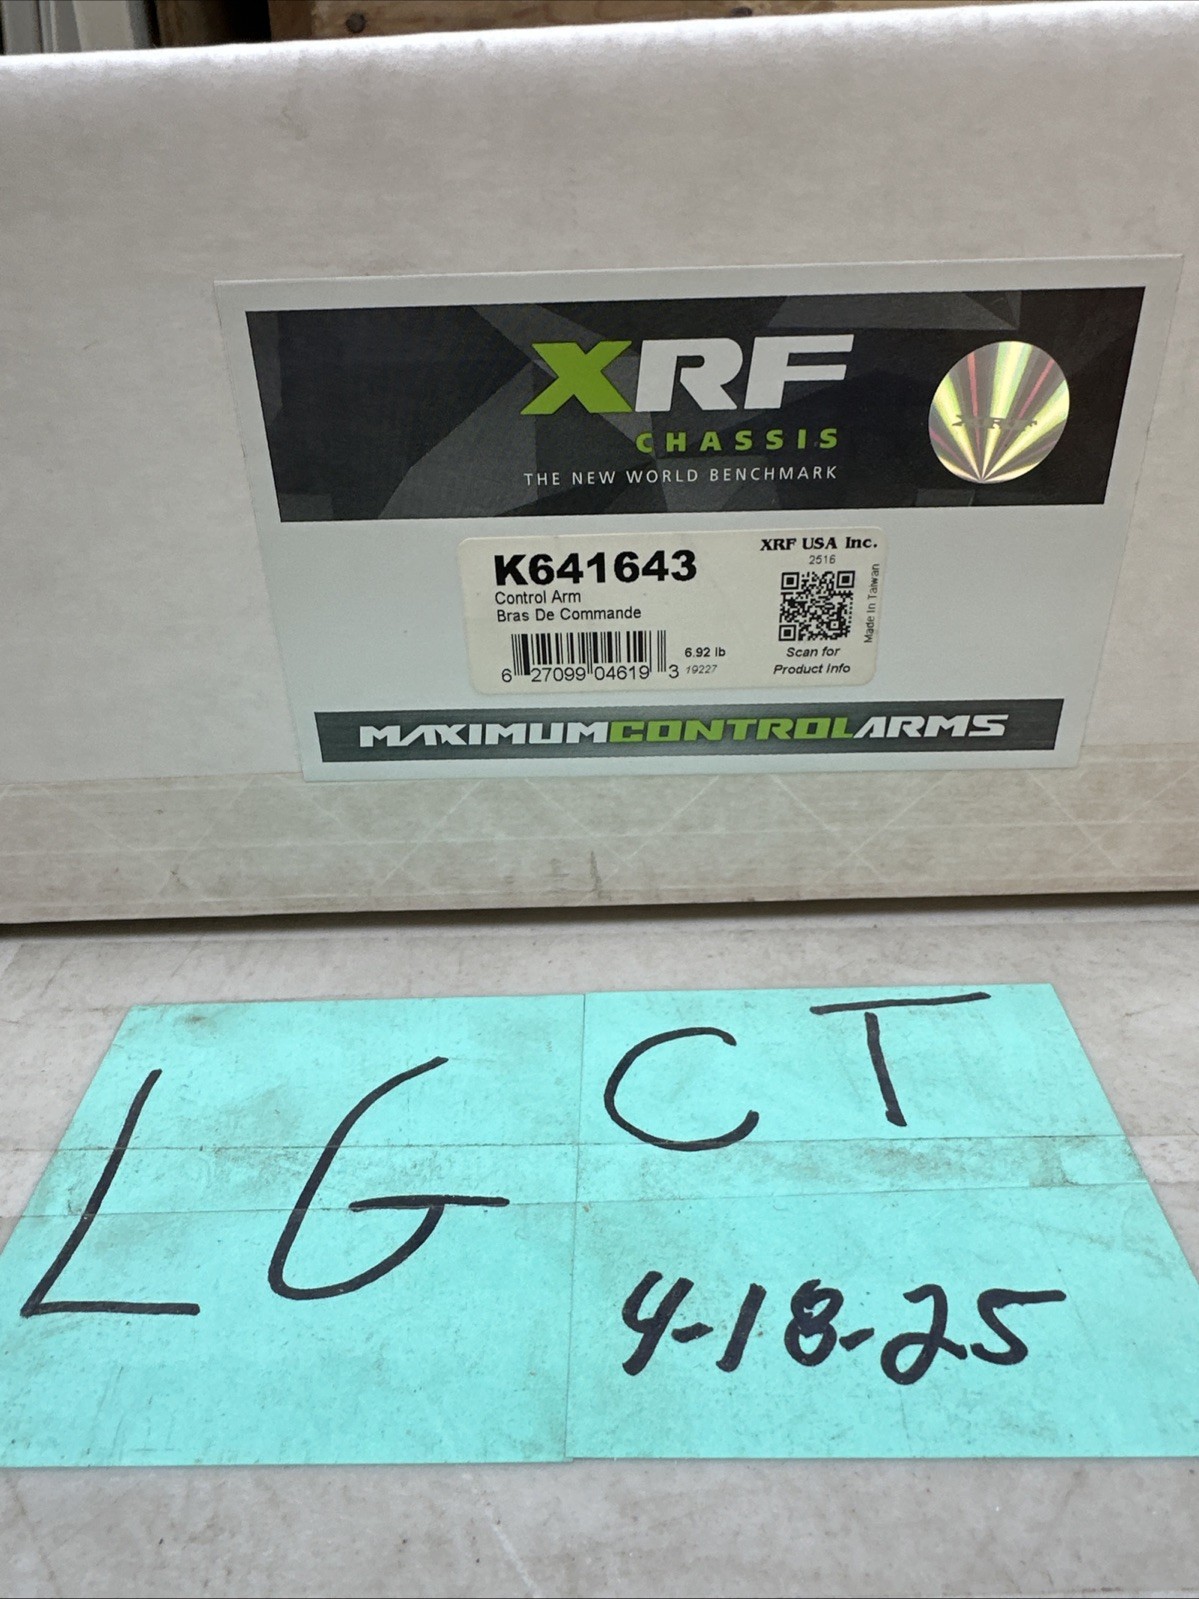 XRF
CHASSIS
THE NEW WORLD BENCHMARK
K641643
Control Arm
Bras De Commande
6 27099 04619 3
6.92 lb
19227
XRF USA Inc.
2516
Made In Taiwan
Scan for
Product Info
MAXIMUMCONTROLARMS
LG
CT
4-18-25